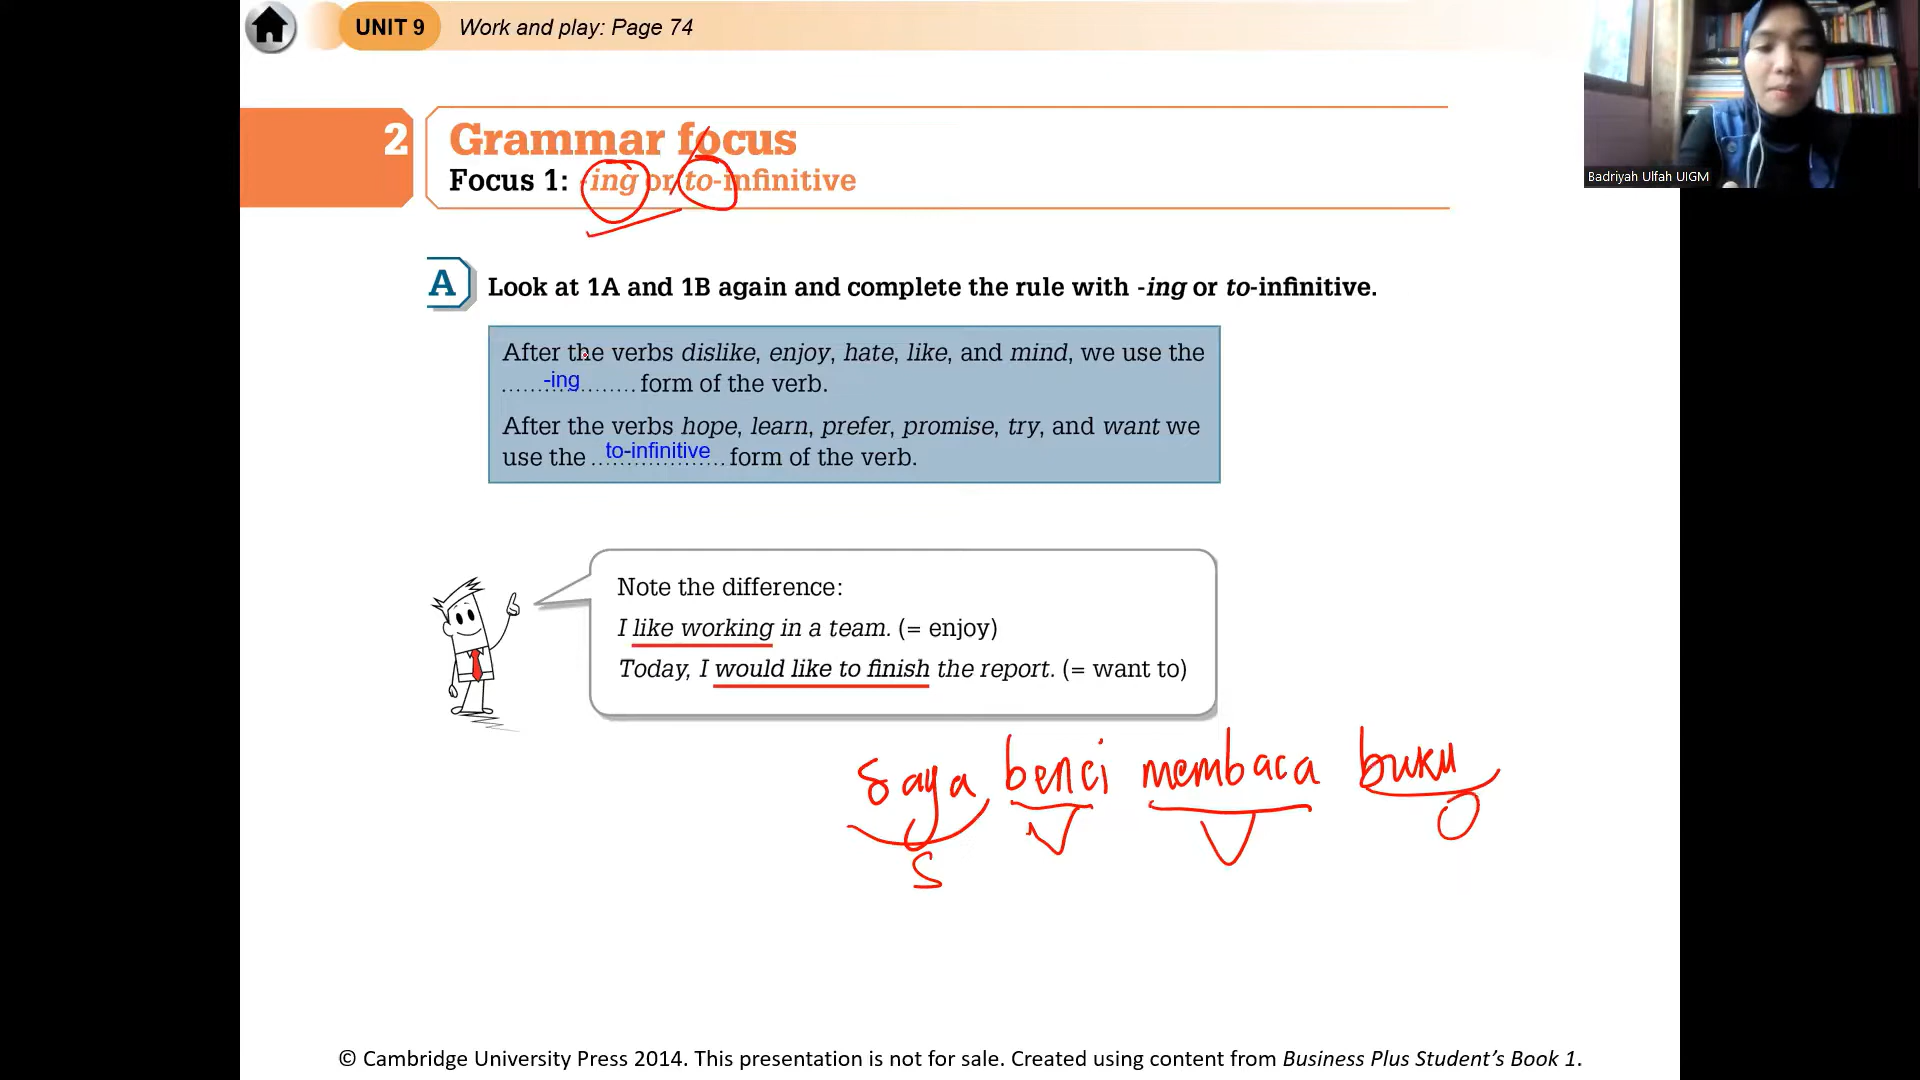 UNIT 9 Work and play: Page 74
Badriyah Ulfah UIGM
2 Grammar focus
Focus 1: -ing or to-infinitive
A Look at 1A and 1B again and complete the rule with -ing or to-infinitive.
After the verbs dislike, enjoy, hate, like, and mind, we use the
-ing form of the verb.
After the verbs hope, learn, prefer, promise, try, and want we
use the to-infinitive form of the verb.
Note the difference:
I like working in a team. (= enjoy)
Today, I would like to finish the report. (= want to)
saya benci membaca buku
S V V O
© Cambridge University Press 2014. This presentation is not for sale. Created using content from Business Plus Student's Book 1.